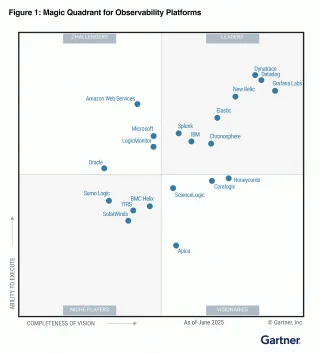 Figure 1: Magic Quadrant for Observability Platforms
CHALLENGERS
LEADERS
Dynatrace
Datadog
Grafana Labs
New Relic
Amazon Web Services
Elastic
Microsoft
Splunk
IBM
Chronosphere
LogicMonitor
Oracle
Honeycomb
Coralogix
ScienceLogic
Sumo Logic
BMC Helix
ITRS
SolarWinds
Apica
ABILITY TO EXECUTE
NICHE PLAYERS
VISIONARIES
COMPLETENESS OF VISION
As of June 2025
© Gartner, Inc
Gartner